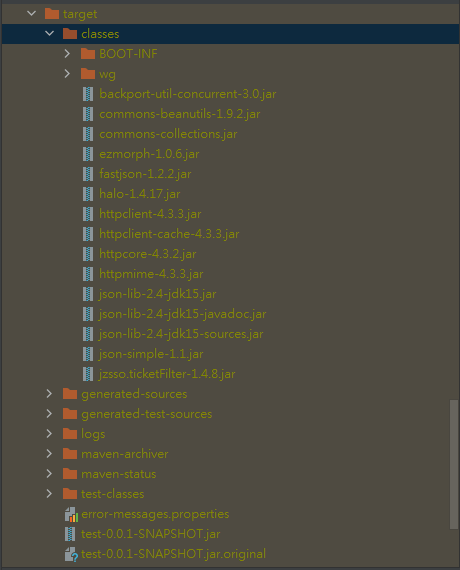 target
classes
BOOT-INF
wg
backport-util-concurrent-3.0.jar
commons-beanutils-1.9.2.jar
commons-collections.jar
ezmorph-1.0.6.jar
fastjson-1.2.2.jar
halo-1.4.17.jar
httpclient-4.3.3.jar
httpclient-cache-4.3.3.jar
httpcore-4.3.2.jar
httpmime-4.3.3.jar
json-lib-2.4-jdk15.jar
json-lib-2.4-jdk15-javadoc.jar
json-lib-2.4-jdk15-sources.jar
json-simple-1.1.jar
jzsso.ticketFilter-1.4.8.jar
generated-sources
generated-test-sources
logs
maven-archiver
maven-status
test-classes
error-messages.properties
test-0.0.1-SNAPSHOT.jar
test-0.0.1-SNAPSHOT.jar.original